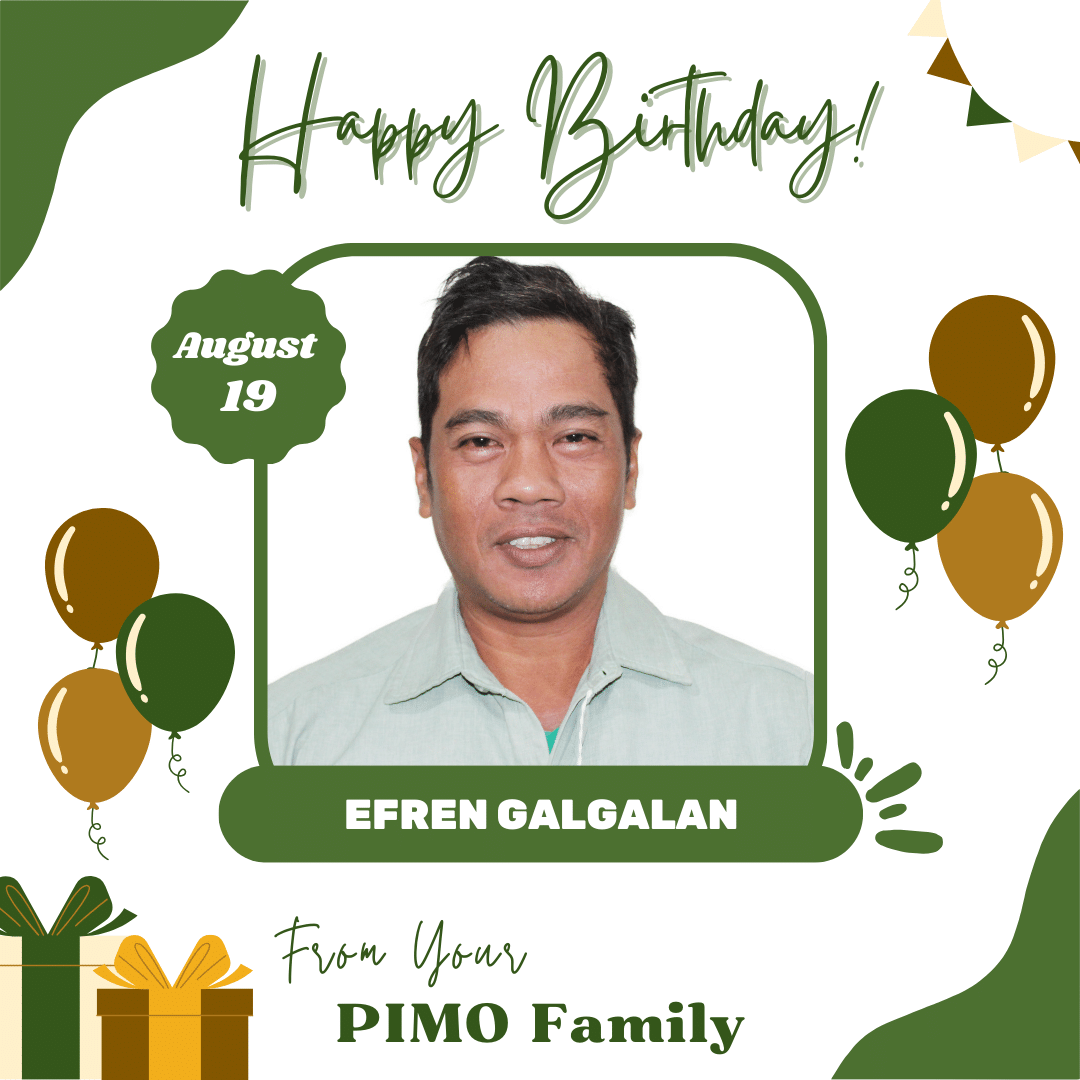 Happy Birthday!
August
19
EFREN GALGALAN
From Your
PIMO Family